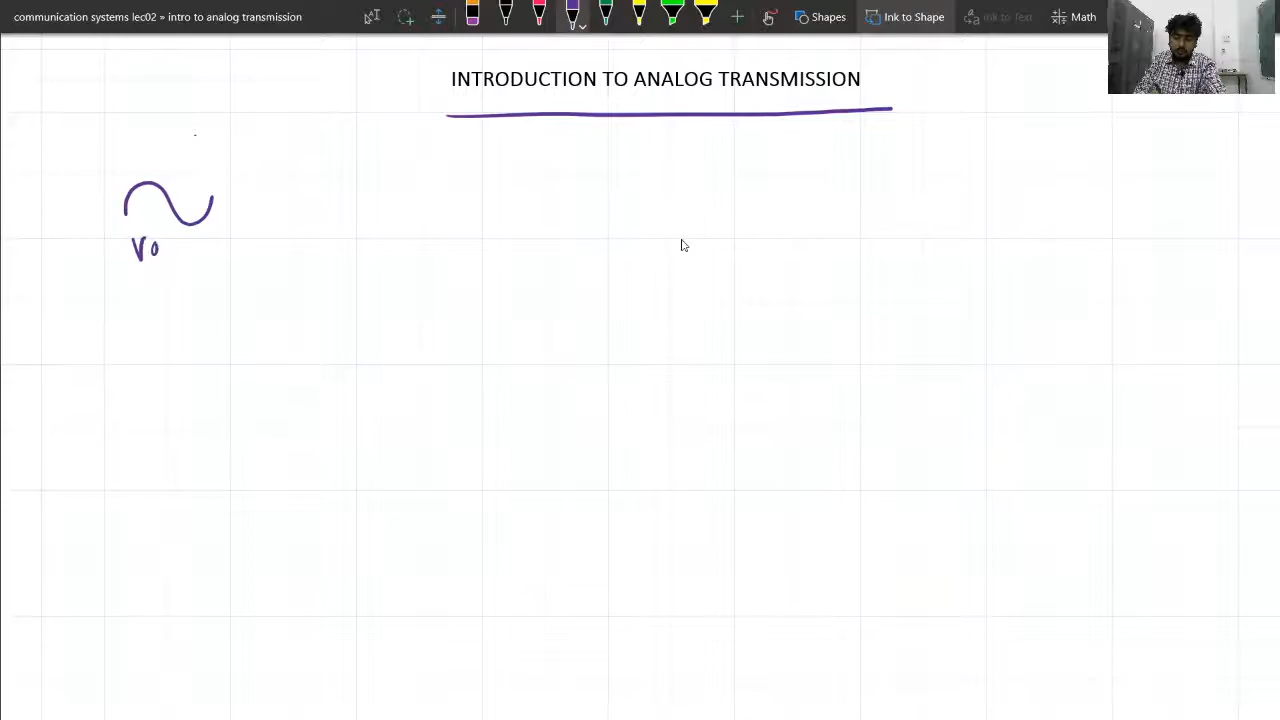 communication systems lec02 » intro to analog transmission
Shapes
Ink to Shape
Ink to Text
Math
INTRODUCTION TO ANALOG TRANSMISSION
vo